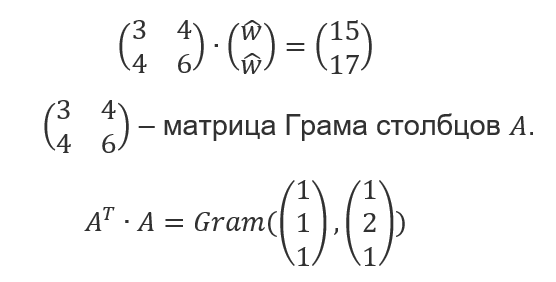 (3 4
4 6) · (ŵ
ŵ) = (15
17)
(3 4
4 6) – матрица Грама столбцов A.
Aᵀ · A = Gram((1
1
1), (1
2
1))